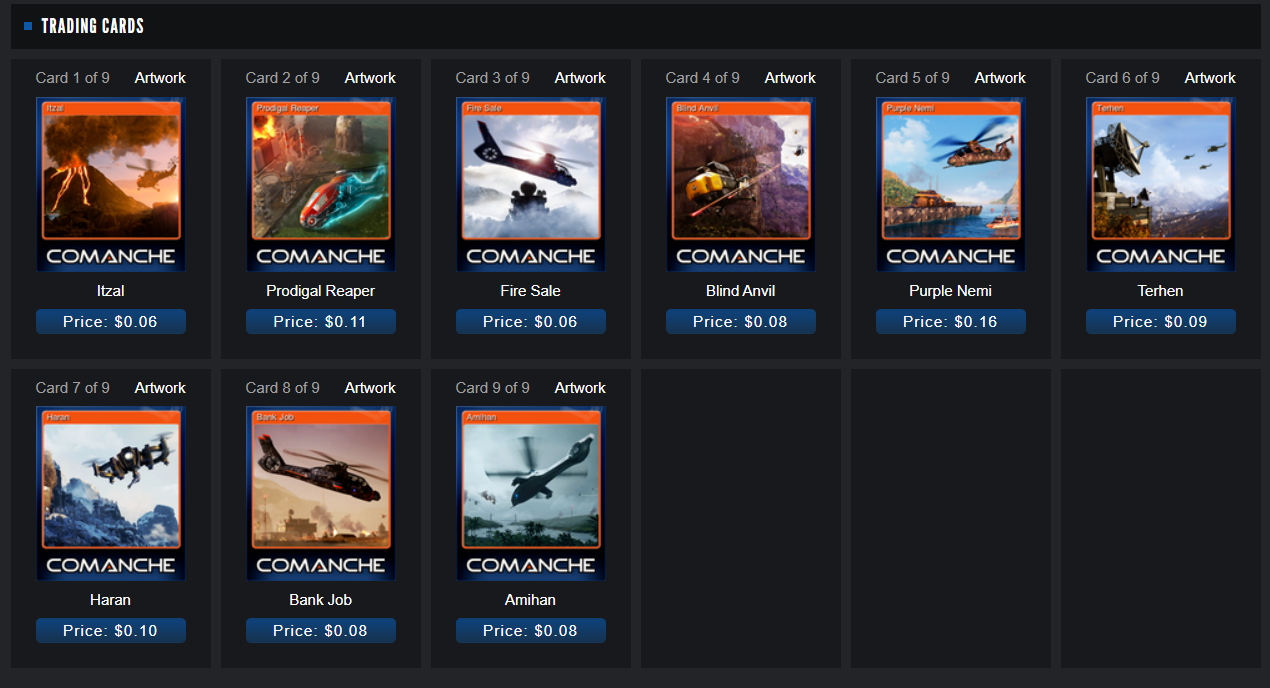 TRADING CARDS
Card 1 of 9 Artwork
Itzal
COMANCHE
Itzal
Price: $0.06
Card 2 of 9 Artwork
Prodigal Reaper
COMANCHE
Prodigal Reaper
Price: $0.11
Card 3 of 9 Artwork
Fire Sale
COMANCHE
Fire Sale
Price: $0.06
Card 4 of 9 Artwork
Blind Anvil
COMANCHE
Blind Anvil
Price: $0.08
Card 5 of 9 Artwork
Purple Nemi
COMANCHE
Purple Nemi
Price: $0.16
Card 6 of 9 Artwork
Terhen
COMANCHE
Terhen
Price: $0.09
Card 7 of 9 Artwork
Haran
COMANCHE
Haran
Price: $0.10
Card 8 of 9 Artwork
Bank Job
COMANCHE
Bank Job
Price: $0.08
Card 9 of 9 Artwork
Amihan
COMANCHE
Amihan
Price: $0.08